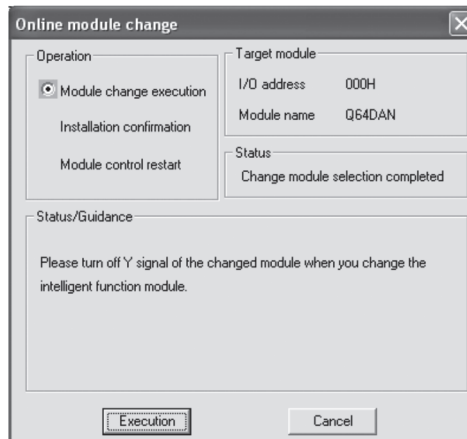 Online module change
Operation
Module change execution
Installation confirmation
Module control restart
Target module
I/O address 000H
Module name Q64DAN
Status
Change module selection completed
Status/Guidance
Please turn off Y signal of the changed module when you change the
intelligent function module.
Execution
Cancel